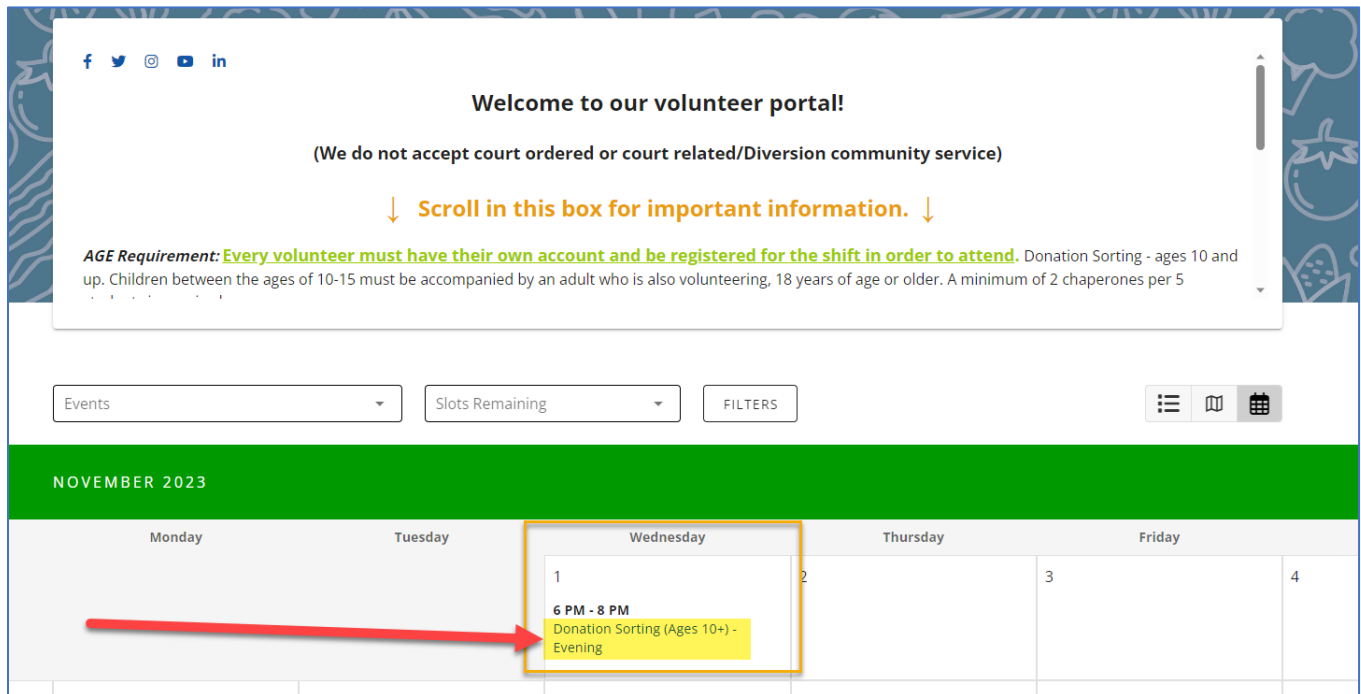 Welcome to our volunteer portal!
(We do not accept court ordered or court related/Diversion community service)
↓ Scroll in this box for important information. ↓
AGE Requirement: Every volunteer must have their own account and be registered for the shift in order to attend. Donation Sorting - ages 10 and
up. Children between the ages of 10-15 must be accompanied by an adult who is also volunteering, 18 years of age or older. A minimum of 2 chaperones per 5
Events
Slots Remaining
FILTERS
NOVEMBER 2023
Monday
Tuesday
Wednesday
Thursday
Friday
1
2
3
4
6 PM - 8 PM
Donation Sorting (Ages 10+) -
Evening